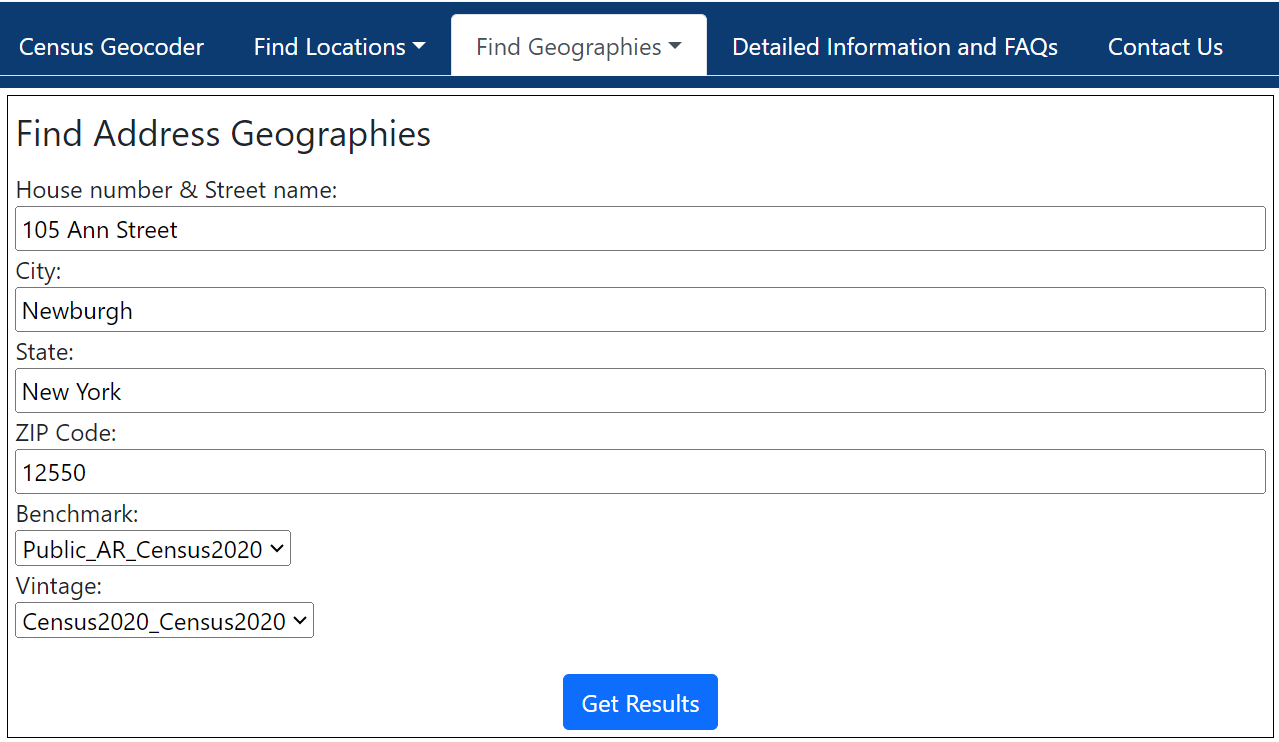 Census Geocoder Find Locations Find Geographies Detailed Information and FAQs Contact Us
Find Address Geographies
House number & Street name:
105 Ann Street
City:
Newburgh
State:
New York
ZIP Code:
12550
Benchmark:
Public_AR_Census2020
Vintage:
Census2020_Census2020
Get Results